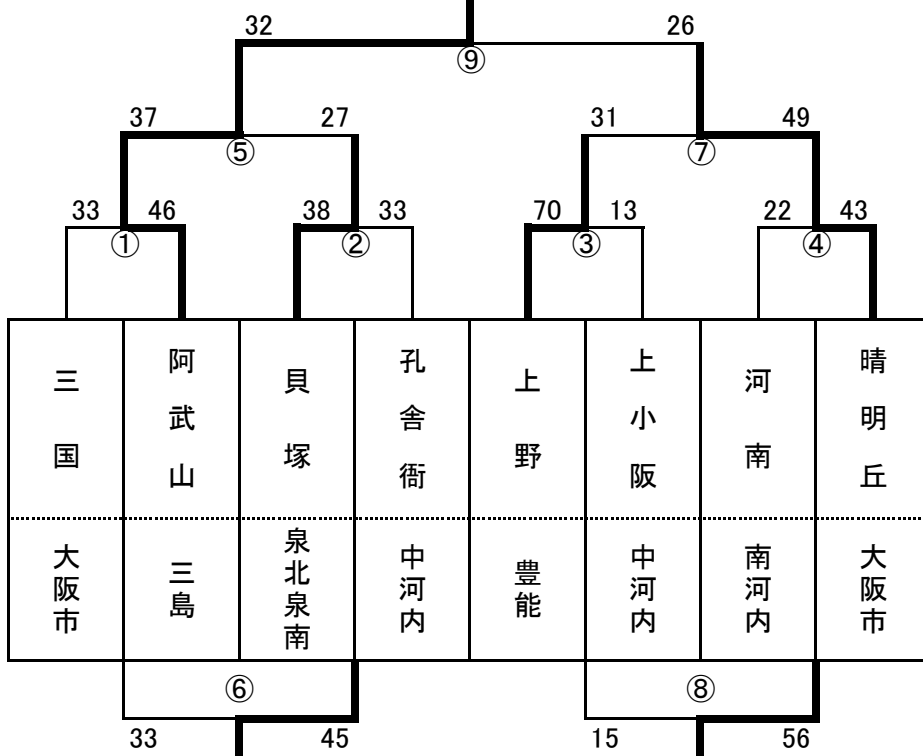 32 26
⑨
37 27 31 49
⑤ ⑦
33 46 38 33 70 13 22 43
① ② ③ ④
三国 阿武山 貝塚 孔舎衙 上野 上小阪 河南 晴明丘
大阪市 三島 泉北泉南 中河内 豊能 中河内 南河内 大阪市
⑥ ⑧
33 45 15 56